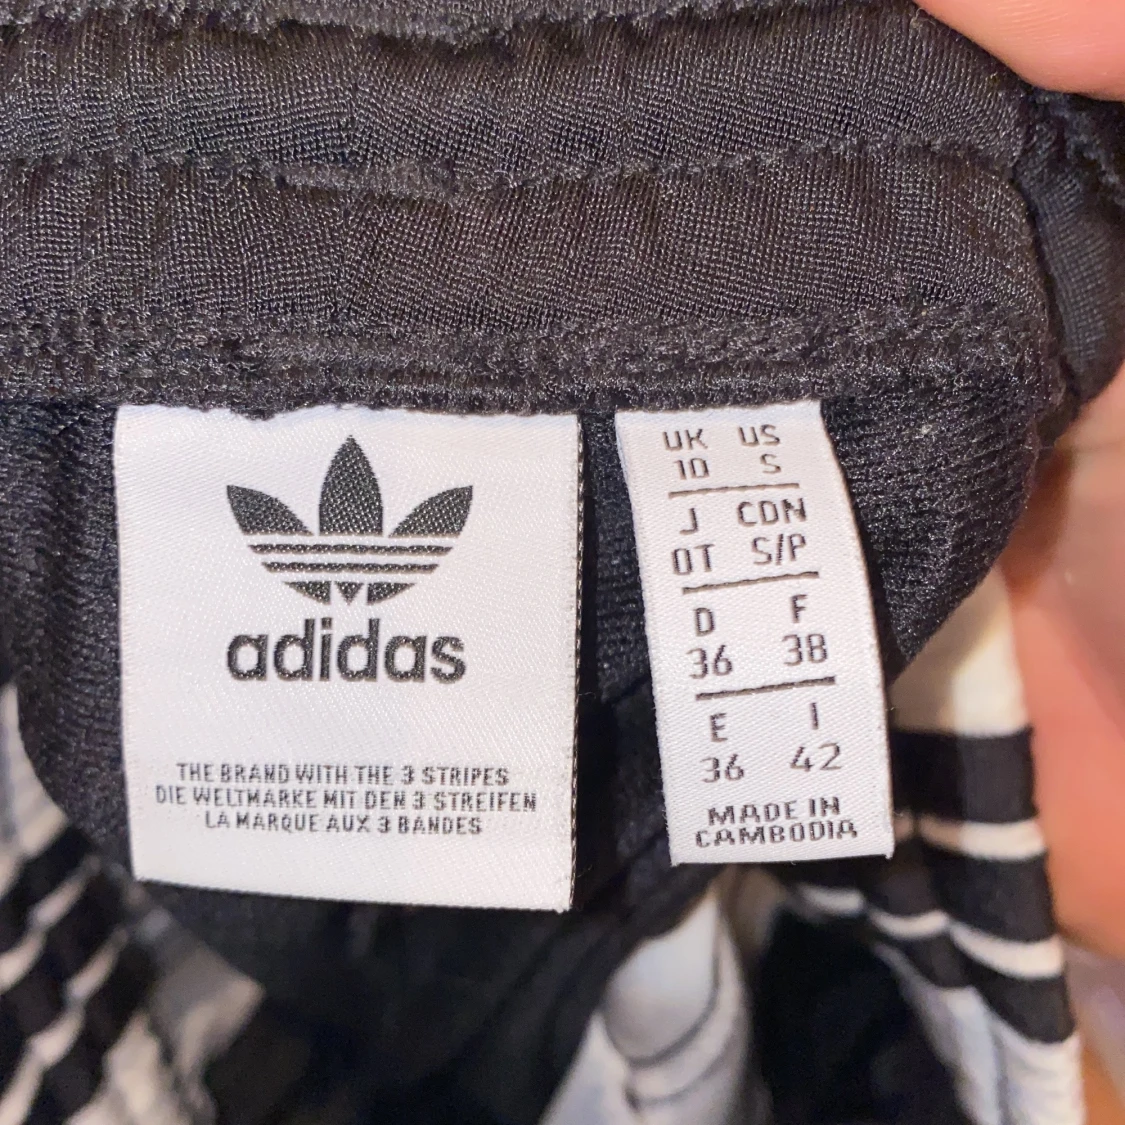 adidas
THE BRAND WITH THE 3 STRIPES
DIE WELTMARKE MIT DEN 3 STREIFEN
LA MARQUE AUX 3 BANDES
UK US
10 S
J CDN
OT S/P
D F
36 38
E I
36 42
MADE IN
CAMBODIA